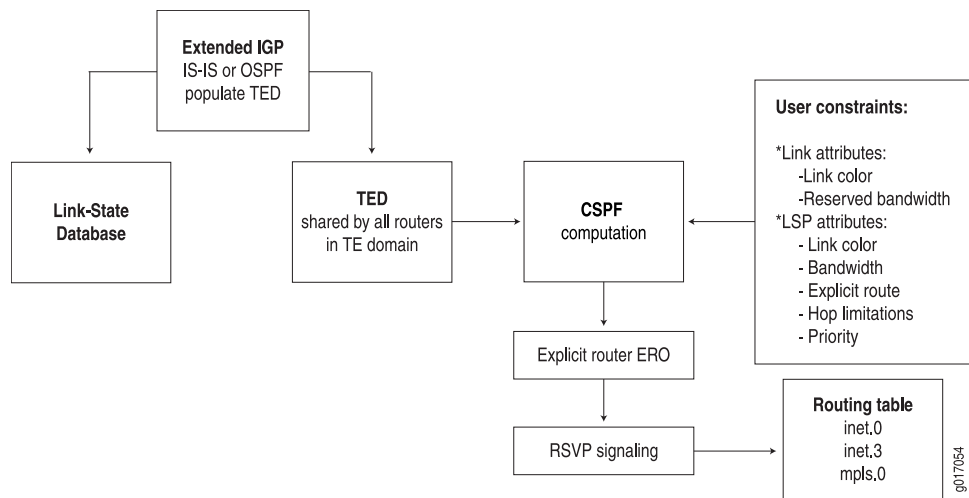 Extended IGP
IS-IS or OSPF
populate TED
Link-State
Database
TED
shared by all routers
in TE domain
CSPF
computation
User constraints:
*Link attributes:
-Link color
-Reserved bandwidth
*LSP attributes:
- Link color
- Bandwidth
- Explicit route
- Hop limitations
- Priority
Explicit router ERO
RSVP signaling
Routing table
inet.0
inet.3
mpls.0
g017054